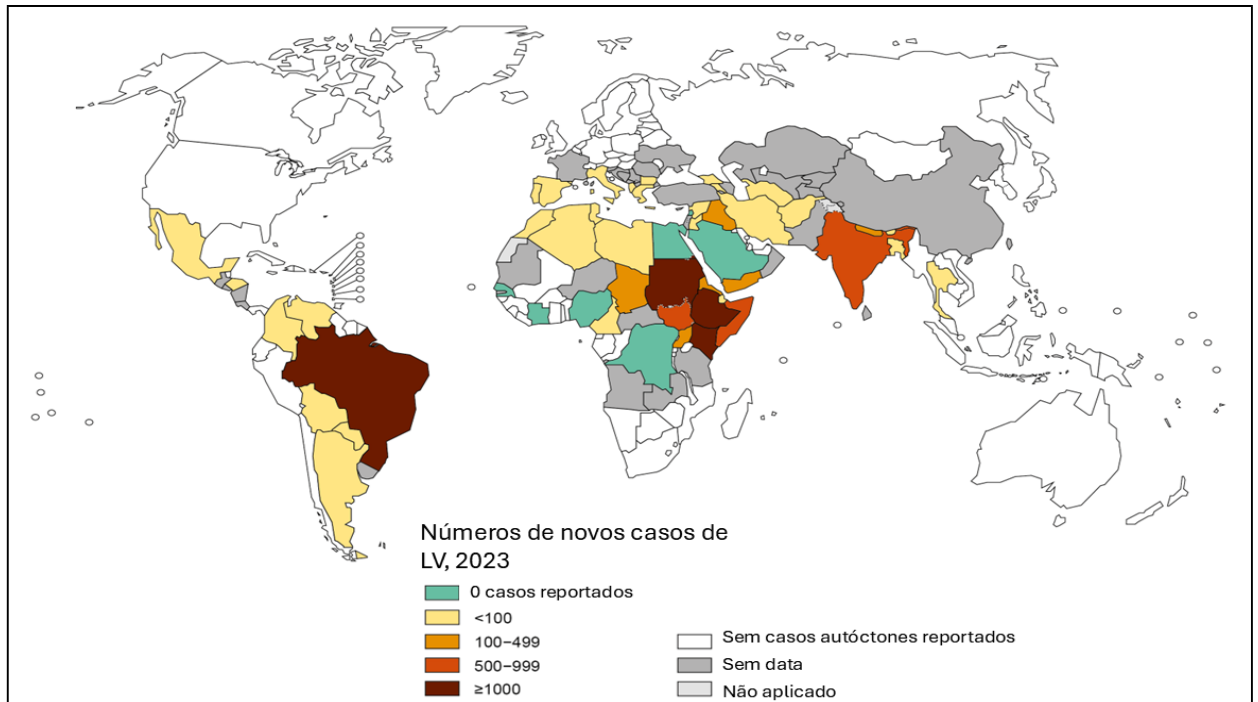 Números de novos casos de
LV, 2023
0 casos reportados
<100
100–499
500–999
≥1000
Sem casos autóctones reportados
Sem data
Não aplicado